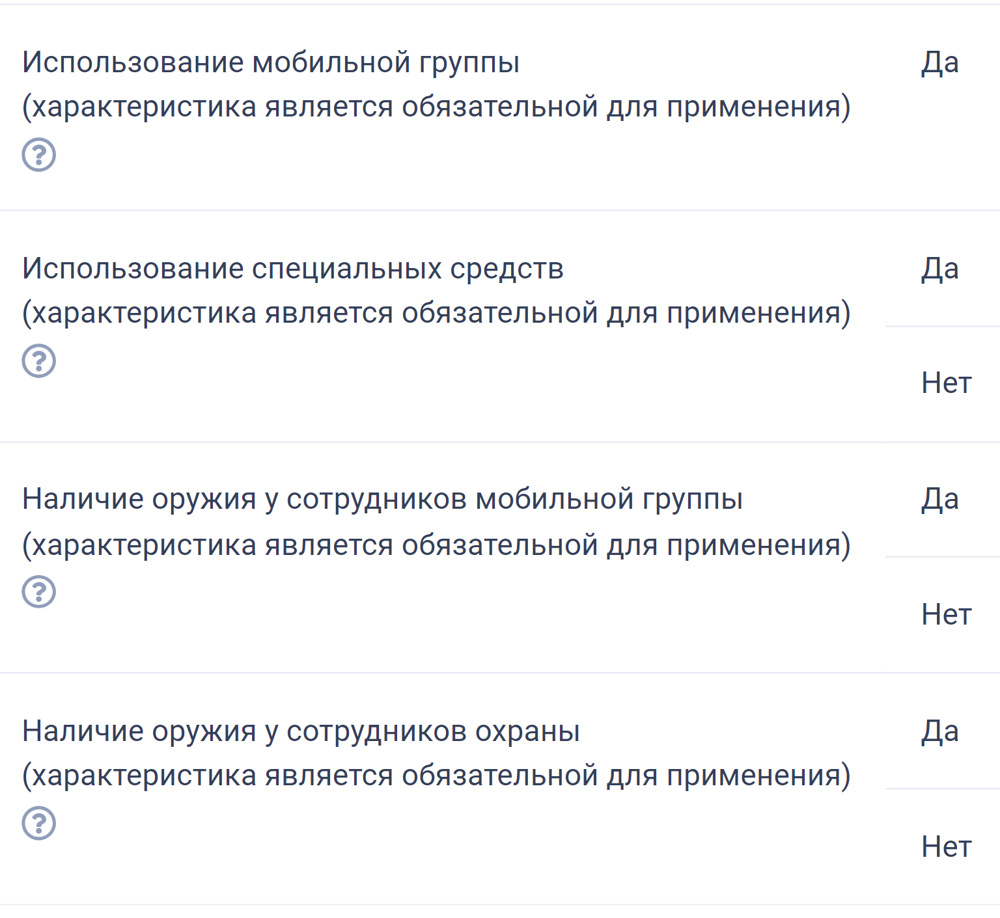 Использование мобильной группы
Да
(характеристика является обязательной для применения)
Использование специальных средств
Да
(характеристика является обязательной для применения)
Нет
Наличие оружия у сотрудников мобильной группы
Да
(характеристика является обязательной для применения)
Нет
Наличие оружия у сотрудников охраны
Да
(характеристика является обязательной для применения)
Нет